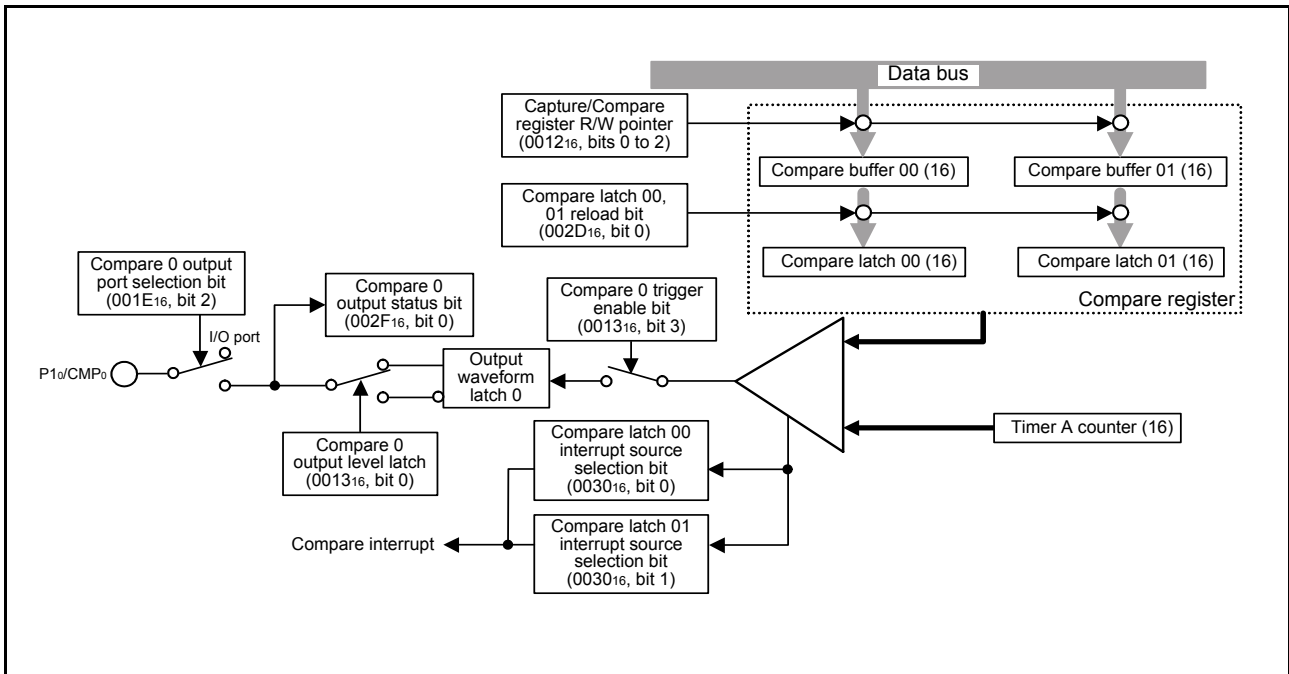 Data bus
Capture/Compare
register R/W pointer
(001216, bits 0 to 2)
Compare buffer 00 (16)
Compare buffer 01 (16)
Compare latch 00,
01 reload bit
(002D16, bit 0)
Compare latch 00 (16)
Compare latch 01 (16)
Compare register
Compare 0 output
port selection bit
(001E16, bit 2)
Compare 0
output status bit
(002F16, bit 0)
Compare 0 trigger
enable bit
(001316, bit 3)
I/O port
P10/CMP0
Output
waveform
latch 0
Compare 0
output level latch
(001316, bit 0)
Timer A counter (16)
Compare latch 00
interrupt source
selection bit
(003016, bit 0)
Compare latch 01
interrupt source
selection bit
(003016, bit 1)
Compare interrupt